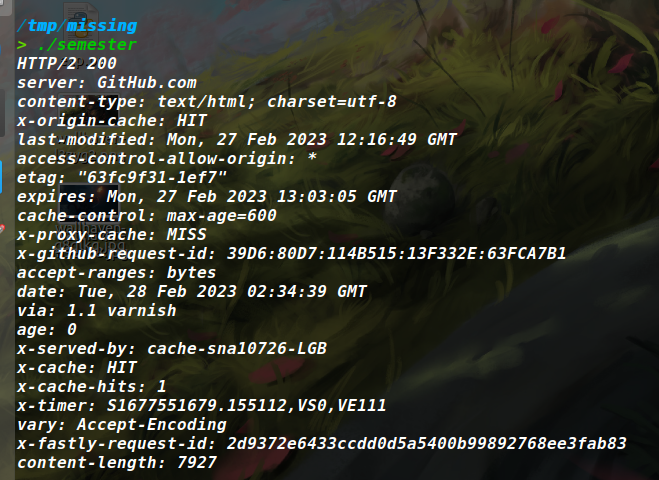 /tmp/missing
> ./semester
HTTP/2 200
server: GitHub.com
content-type: text/html; charset=utf-8
x-origin-cache: HIT
last-modified: Mon, 27 Feb 2023 12:16:49 GMT
access-control-allow-origin: *
etag: "63fc9f31-1ef7"
expires: Mon, 27 Feb 2023 13:03:05 GMT
cache-control: max-age=600
x-proxy-cache: MISS
x-github-request-id: 39D6:80D7:114B515:13F332E:63FCA7B1
accept-ranges: bytes
date: Tue, 28 Feb 2023 02:34:39 GMT
via: 1.1 varnish
age: 0
x-served-by: cache-sna10726-LGB
x-cache: HIT
x-cache-hits: 1
x-timer: S1677551679.155112,VS0,VE111
vary: Accept-Encoding
x-fastly-request-id: 2d9372e6433ccdd0d5a5400b99892768ee3fab83
content-length: 7927